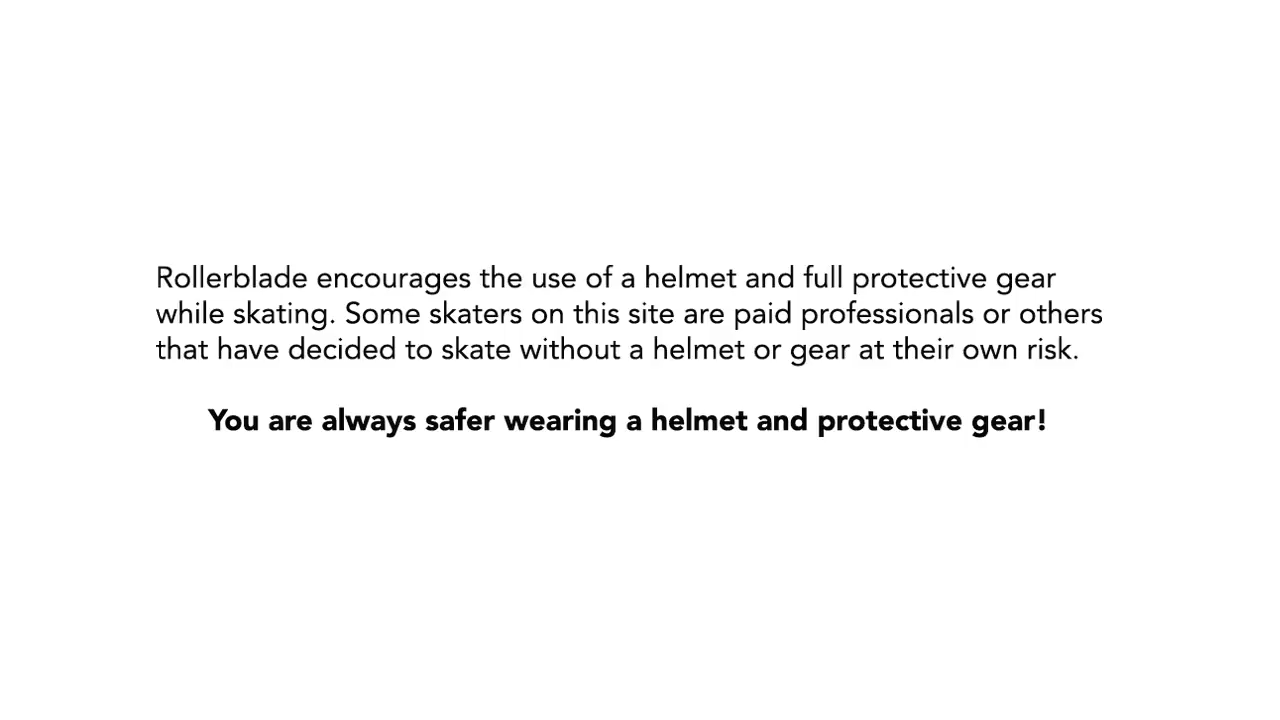 Rollerblade encourages the use of a helmet and full protective gear
while skating. Some skaters on this site are paid professionals or others
that have decided to skate without a helmet or gear at their own risk.
You are always safer wearing a helmet and protective gear!